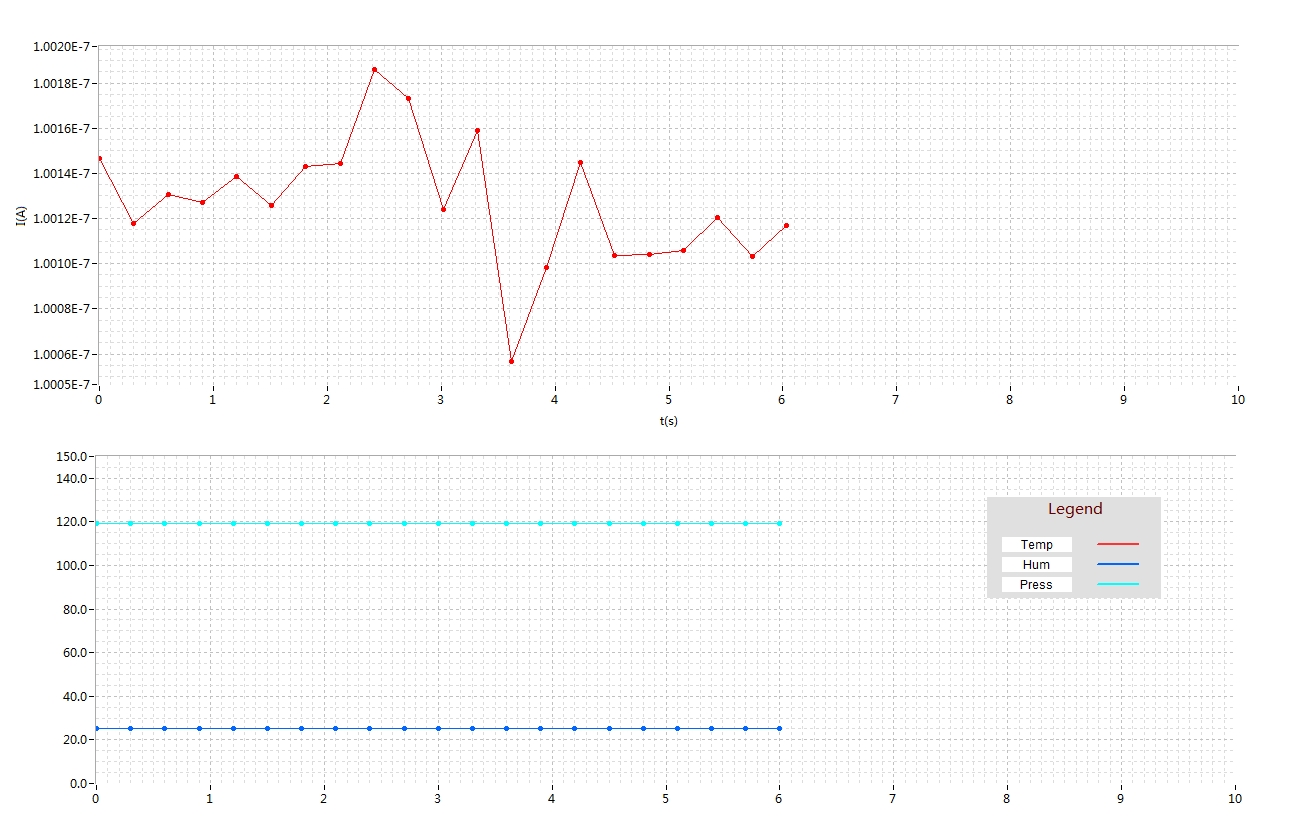 1.0020E-7
1.0018E-7
1.0016E-7
1.0014E-7
1.0012E-7
1.0010E-7
1.0008E-7
1.0006E-7
1.0005E-7
I(A)
0 1 2 3 4 5 6 7 8 9 10
t(s)
150.0
140.0
120.0
100.0
80.0
60.0
40.0
20.0
0.0
Legend
Temp
Hum
Press
0 1 2 3 4 5 6 7 8 9 10